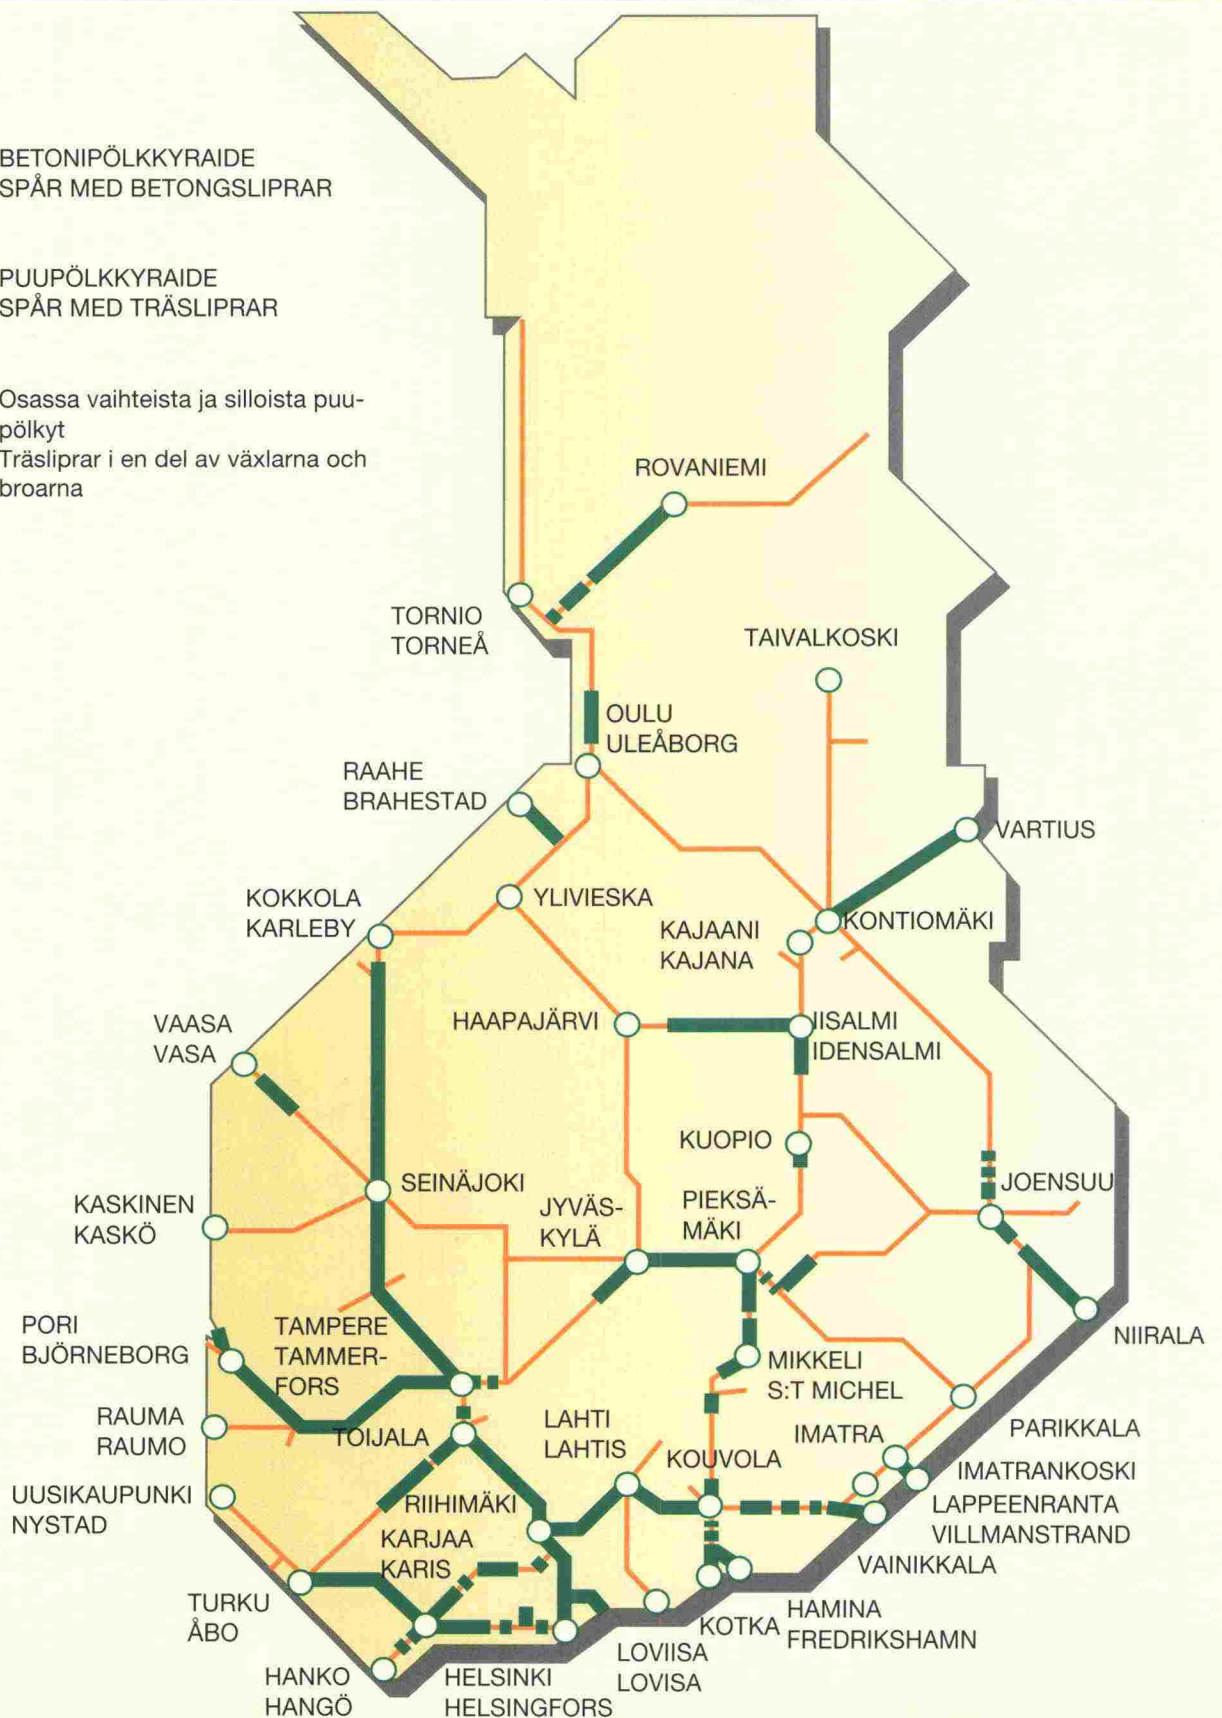 BETONIPÖLKKYRAIDE
SPÅR MED BETONGSLIPRAR
PUUPÖLKKYRAIDE
SPÅR MED TRÄSLIPRAR
Osassa vaihteista ja silloista puu-
pölkyt
Träsliprar i en del av växlarna och
broarna
ROVANIEMI
TORNIO
TORNEÅ
TAIVALKOSKI
OULU
ULEÅBORG
RAAHE
BRAHESTAD
VARTIUS
KOKKOLA
KARLEBY
YLIVIESKA
KAJAANI
KAJANA
KONTIOMÄKI
VAASA
VASA
HAAPAJÄRVI
IISALMI
IDENSALMI
KUOPIO
KASKINEN
KASKÖ
SEINÄJOKI
JYVÄS-
KYLÄ
PIEKSÄ-
MÄKI
JOENSUU
PORI
BJÖRNEBORG
TAMPERE
TAMMER-
FORS
NIIRALA
MIKKELI
S:T MICHEL
RAUMA
RAUMO
TOIJALA
LAHTI
LAHTIS
KOUVOLA
IMATRA
PARIKKALA
IMATRANKOSKI
UUSIKAUPUNKI
NYSTAD
RIIHIMÄKI
LAPPEENRANTA
VILLMANSTRAND
KARJAA
KARIS
VAINIKKALA
TURKU
ÅBO
KOTKA
HAMINA
FREDRIKSHAMN
HANKO
HANGÖ
HELSINKI
HELSINGFORS
LOVIISA
LOVISA